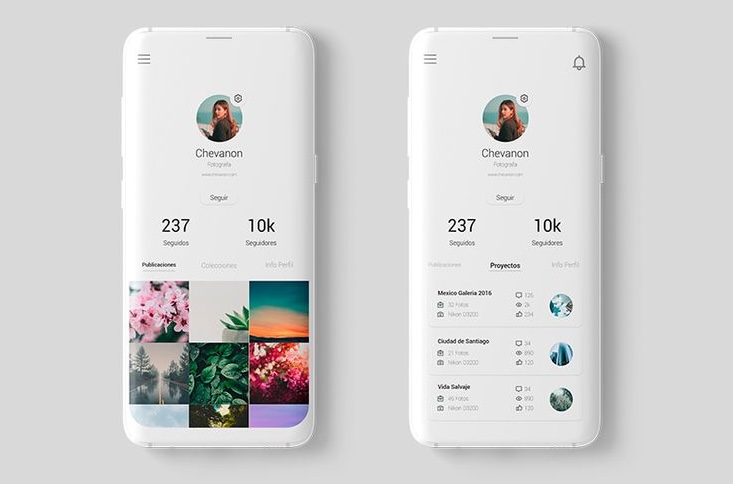 Chevanon
Fotografa
www.chevanon.com
Seguir
237
10k
Seguidos
Seguidores
Publicaciones
Colecciones
Info Perfil
Chevanon
Fotografa
www.chevanon.com
Seguir
237
10k
Seguidos
Seguidores
Publicaciones
Proyectos
Info Perfil
Mexico Galeria 2016
126
32 Fotos
2k
Nikon D3200
234
Ciudad de Santiago
34
21 Fotos
890
Nikon D3200
120
Vida Salvaje
94
46 Fotos
890
Nikon D3200
120